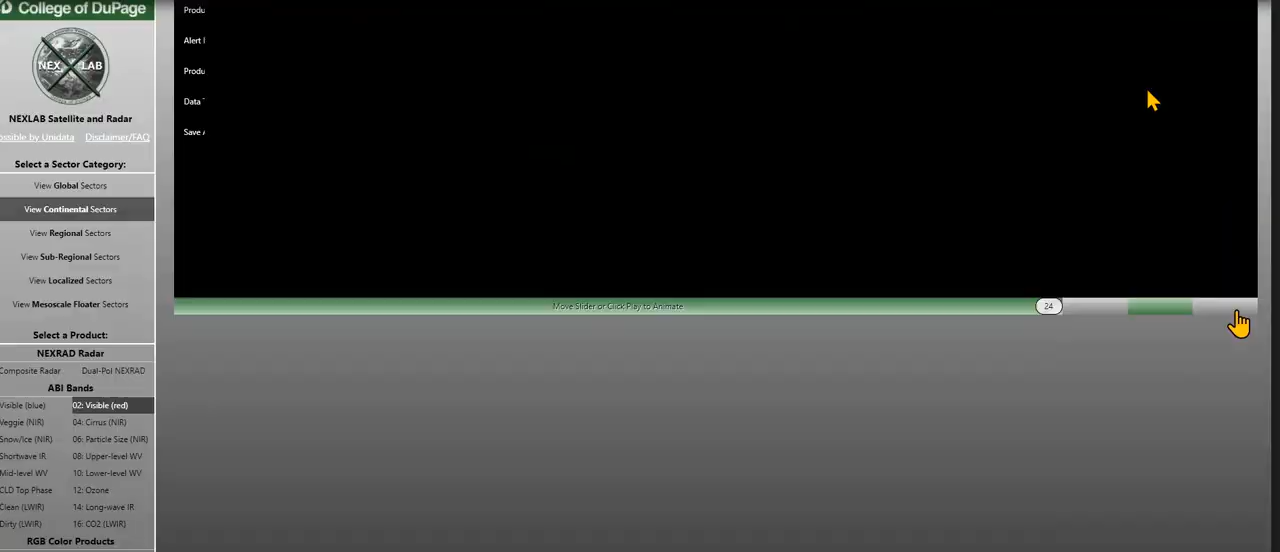 College of DuPage
NEX LAB
NEXLAB Satellite and Radar
ossible by Unidata Disclaimer/FAQ
Select a Sector Category:
View Global Sectors
View Continental Sectors
View Regional Sectors
View Sub-Regional Sectors
View Localized Sectors
View Mesoscale Floater Sectors
Select a Product:
NEXRAD Radar
Composite Radar Dual-Pol NEXRAD
ABI Bands
Visible (blue) 02: Visible (red)
Veggie (NIR) 04: Cirrus (NIR)
Snow/Ice (NIR) 06: Particle Size (NIR)
Shortwave IR 08: Upper-level WV
Mid-level WV 10: Lower-level WV
CLD Top Phase 12: Ozone
Clean (LWIR) 14: Long-wave IR
Dirty (LWIR) 16: CO2 (LWIR)
RGB Color Products
Produ
Alert
Produ
Data
Save
Move Slider or Click Play to Animate
24